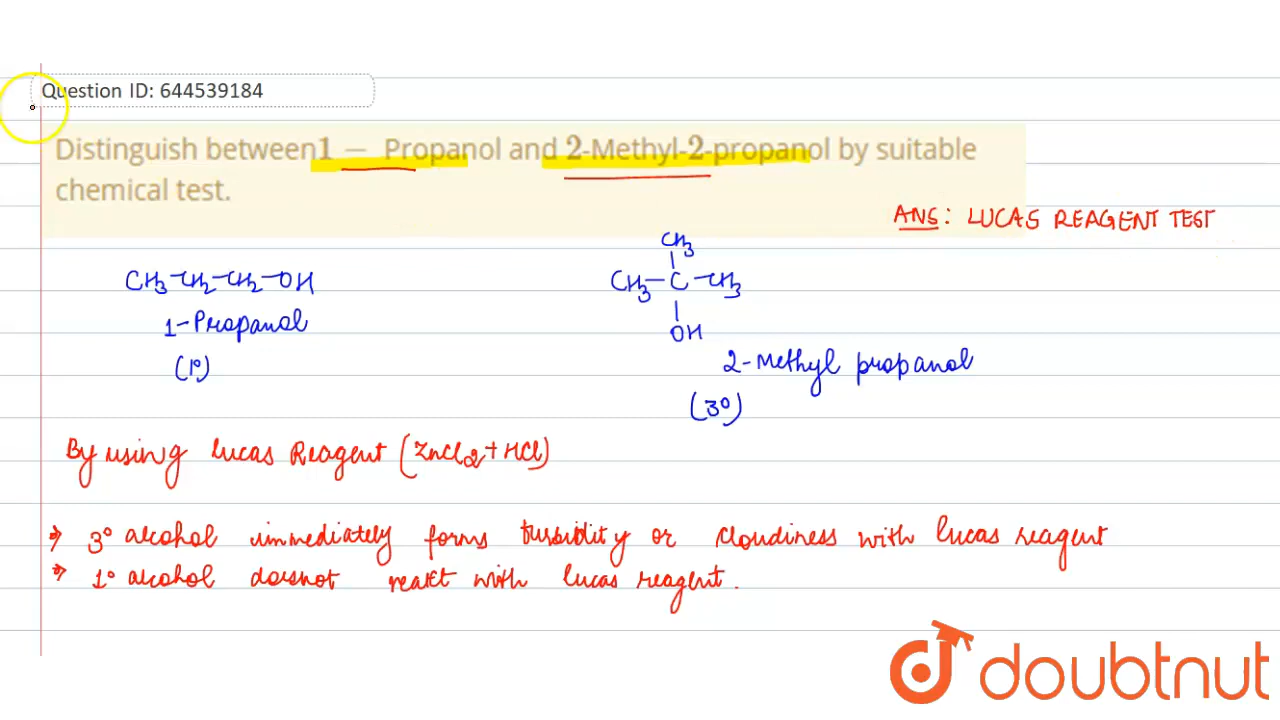 Question ID: 644539184
Distinguish between 1 − Propanol and 2-Methyl-2-propanol by suitable
chemical test.
ANS: LUCAS REAGENT TEST
CH3-CH2-CH2-OH
1-Propanol
(1°)
CH3
CH3-C-CH3
OH
2-Methyl propanol
(3°)
By using Lucas Reagent (ZnCl2+HCl)
⇒ 3° alcohol immediately forms turbidity or cloudiness with lucas reagent
⇒ 1° alcohol doesnot react with lucas reagent.
doubtnut